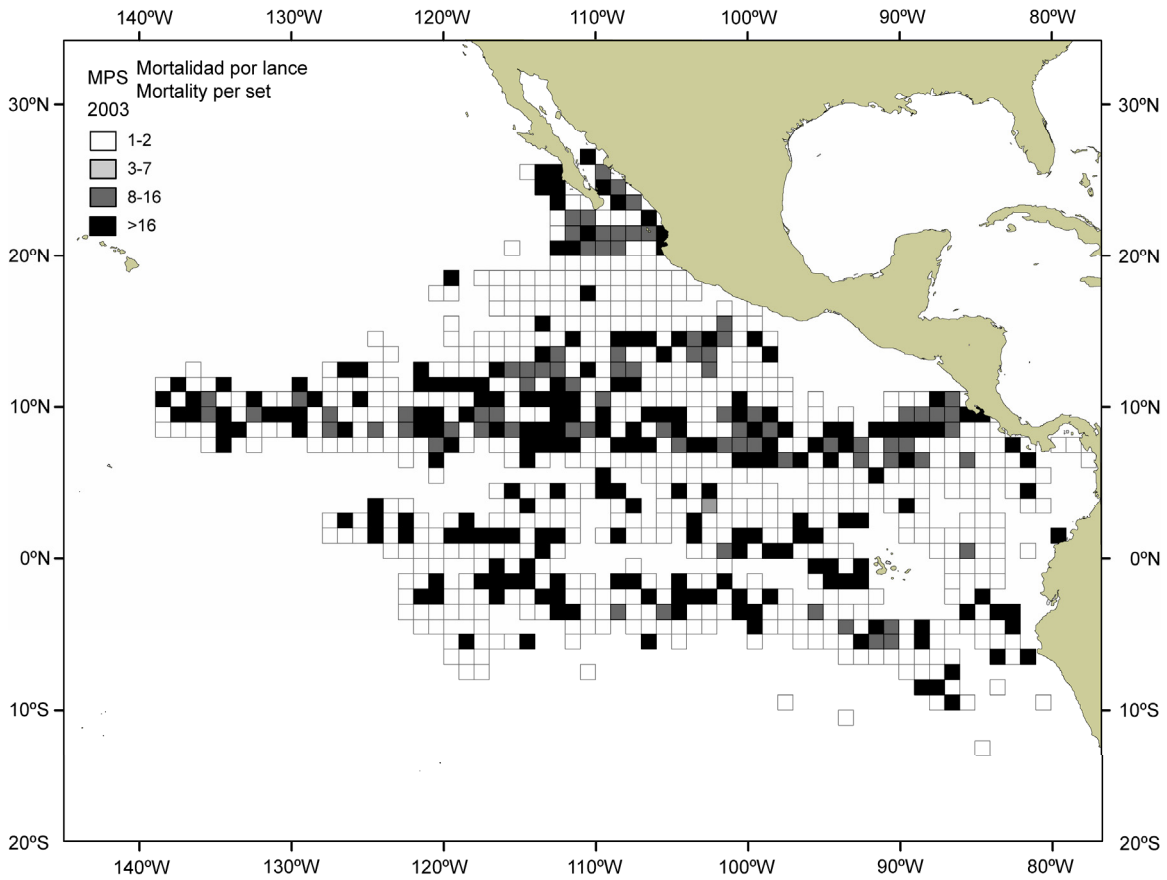 140ºW 130ºW 120ºW 110ºW 100ºW 90ºW 80ºW
MPS Mortalidad por lance
Mortality per set
2003
1-2
3-7
8-16
>16
30ºN 30ºN
20ºN 20ºN
10ºN 10ºN
0ºN 0ºN
10ºS 10ºS
20ºS 20ºS
140ºW 130ºW 120ºW 110ºW 100ºW 90ºW 80ºW